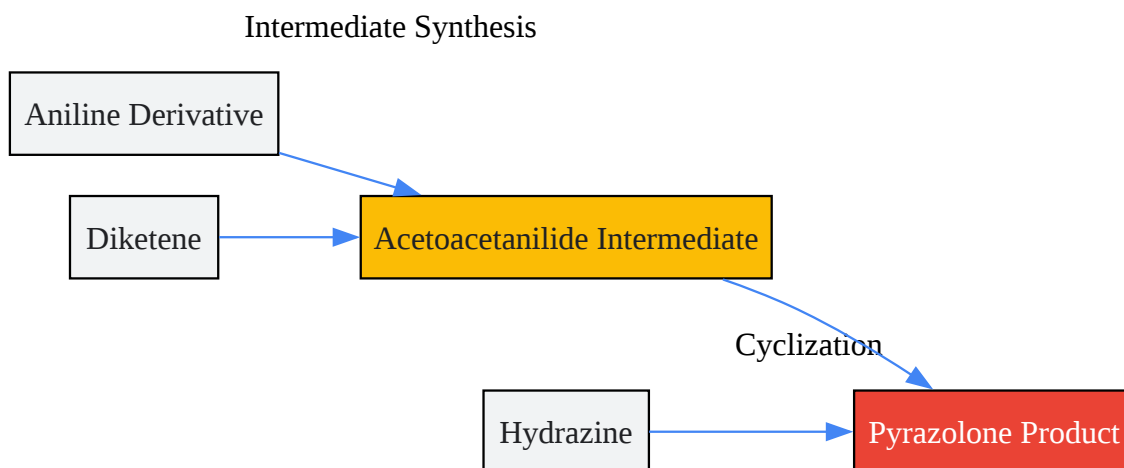 Intermediate Synthesis
Aniline Derivative
Diketene
Acetoacetanilide Intermediate
Cyclization
Hydrazine
Pyrazolone Product